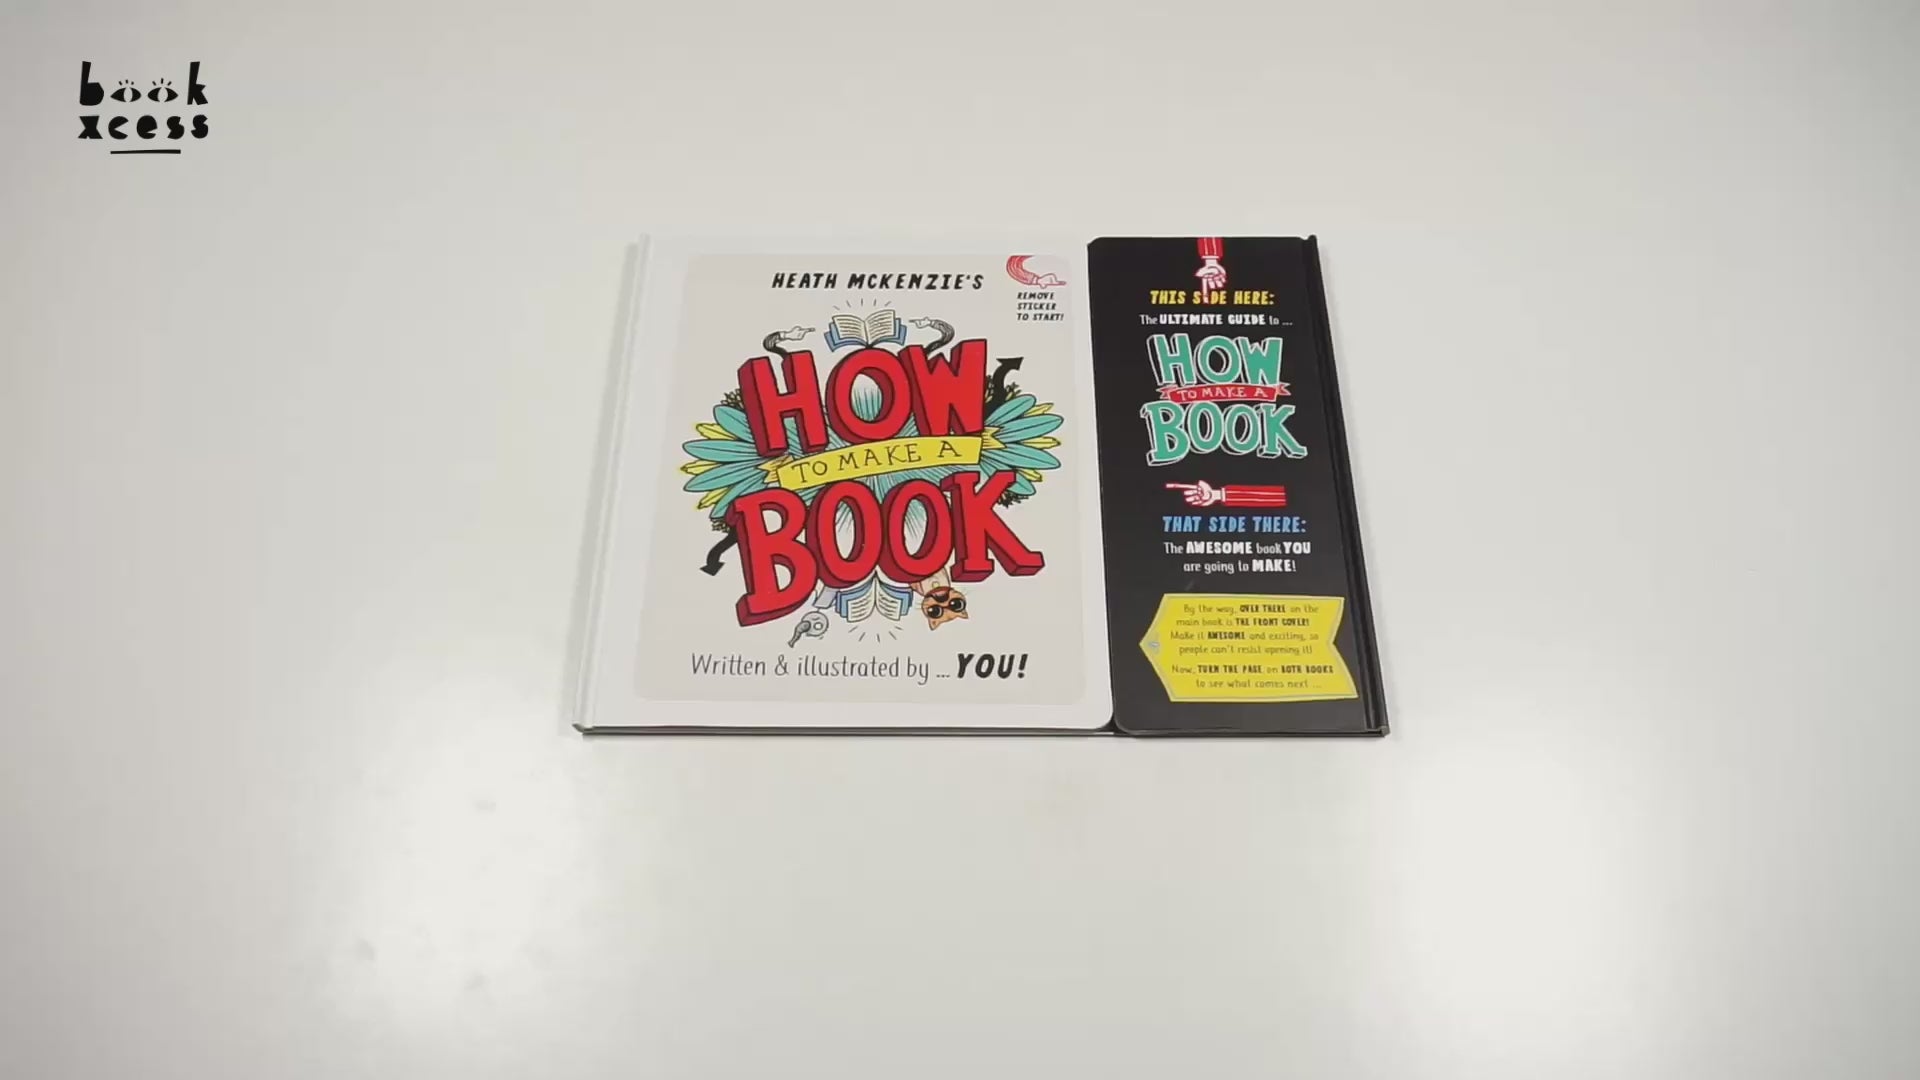 book
xcess
HEATH MCKENZIE'S
REMOVE
STICKER
TO START!
HOW
TO MAKE A
BOOK
Written & illustrated by ... YOU!
THIS SIDE HERE:
The ULTIMATE GUIDE to ...
HOW
TO MAKE A
BOOK
THAT SIDE THERE:
The AWESOME book YOU
are going to MAKE!
By the way, OVER THERE on the
main book is THE FRONT COVER!
Make it AWESOME and exciting, so
people can't resist opening it!
Now, TURN THE PAGE on BOTH BOOKS
to see what comes next ...